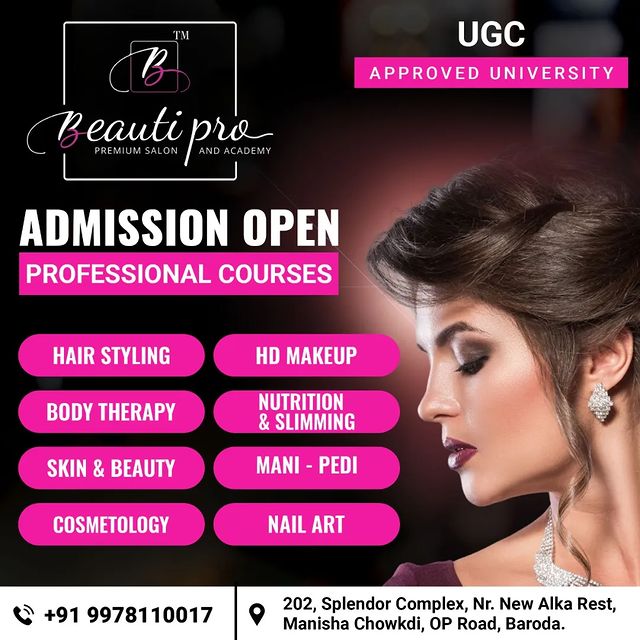 TM
B
Beauti pro
PREMIUM SALON AND ACADEMY
UGC
APPROVED UNIVERSITY
ADMISSION OPEN
PROFESSIONAL COURSES
HAIR STYLING
HD MAKEUP
BODY THERAPY
NUTRITION
& SLIMMING
SKIN & BEAUTY
MANI - PEDI
COSMETOLOGY
NAIL ART
+91 9978110017
202, Splendor Complex, Nr. New Alka Rest,
Manisha Chowkdi, OP Road, Baroda.